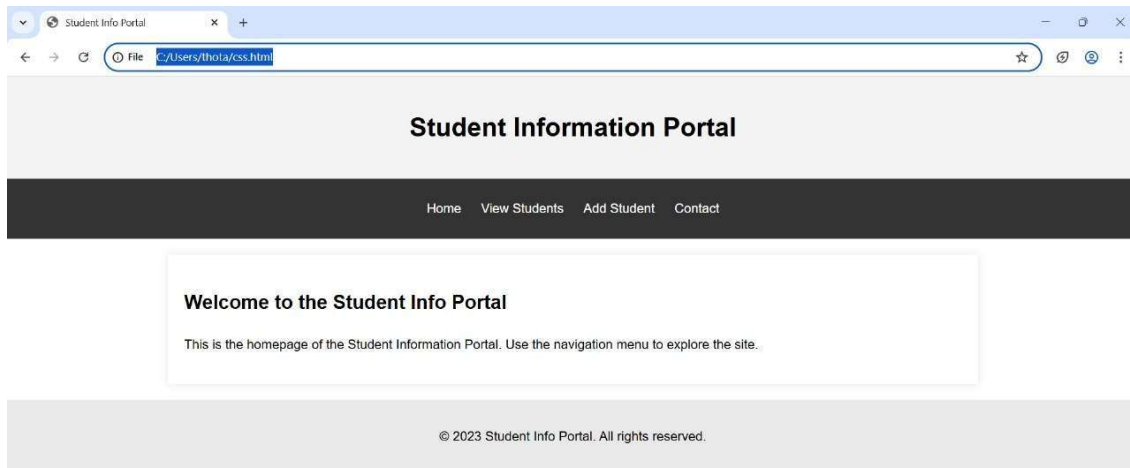 Student Info Portal
File C:/Users/thota/css.html
Student Information Portal
Home View Students Add Student Contact
Welcome to the Student Info Portal
This is the homepage of the Student Information Portal. Use the navigation menu to explore the site.
© 2023 Student Info Portal. All rights reserved.